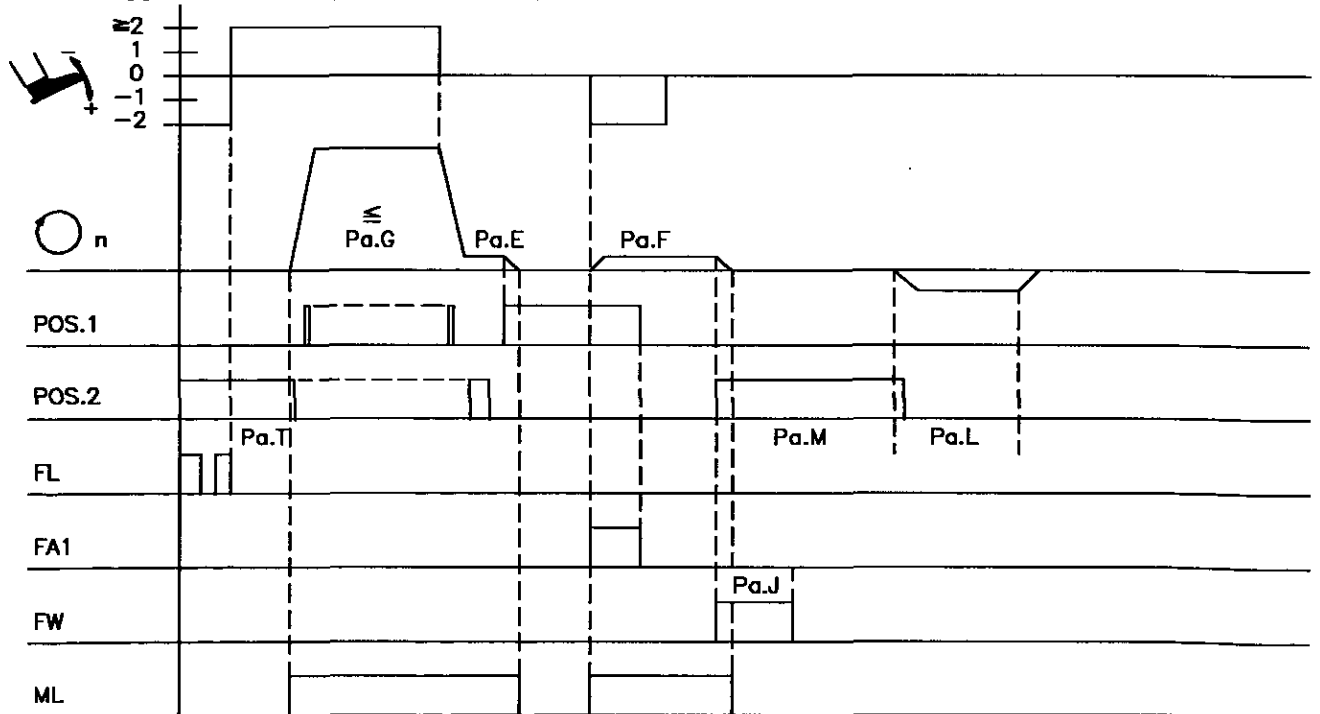 ≧2
1
0
−1
−2
−
+
n
≦
Pa.G
Pa.E
Pa.F
POS.1
POS.2
Pa.T
Pa.M
Pa.L
FL
FA1
Pa.J
FW
ML